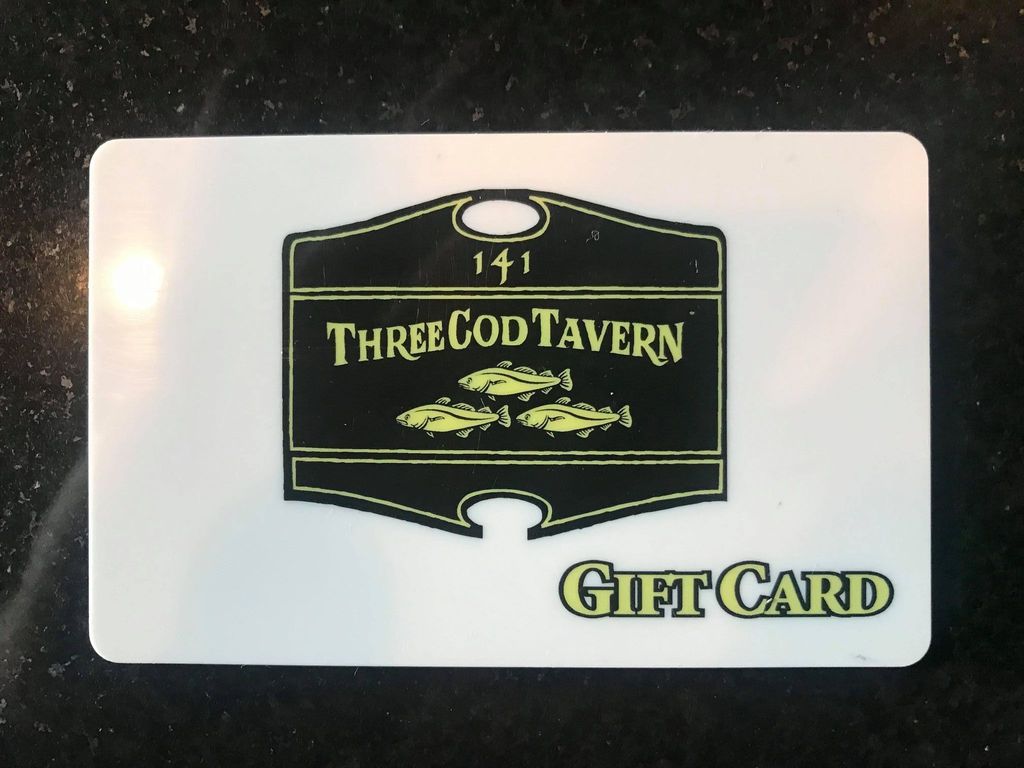 141
THREE COD TAVERN
GIFT CARD